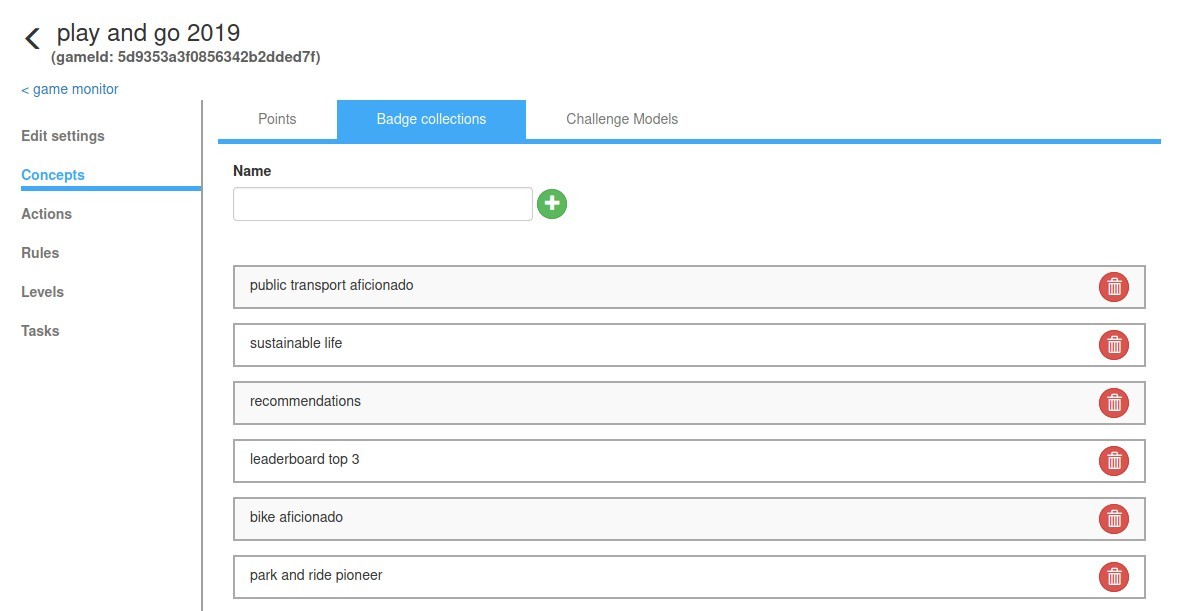 play and go 2019
(gameId: 5d9353a3f0856342b2dded7f)
< game monitor
Edit settings
Concepts
Actions
Rules
Levels
Tasks
Points
Badge collections
Challenge Models
Name
public transport aficionado
sustainable life
recommendations
leaderboard top 3
bike aficionado
park and ride pioneer